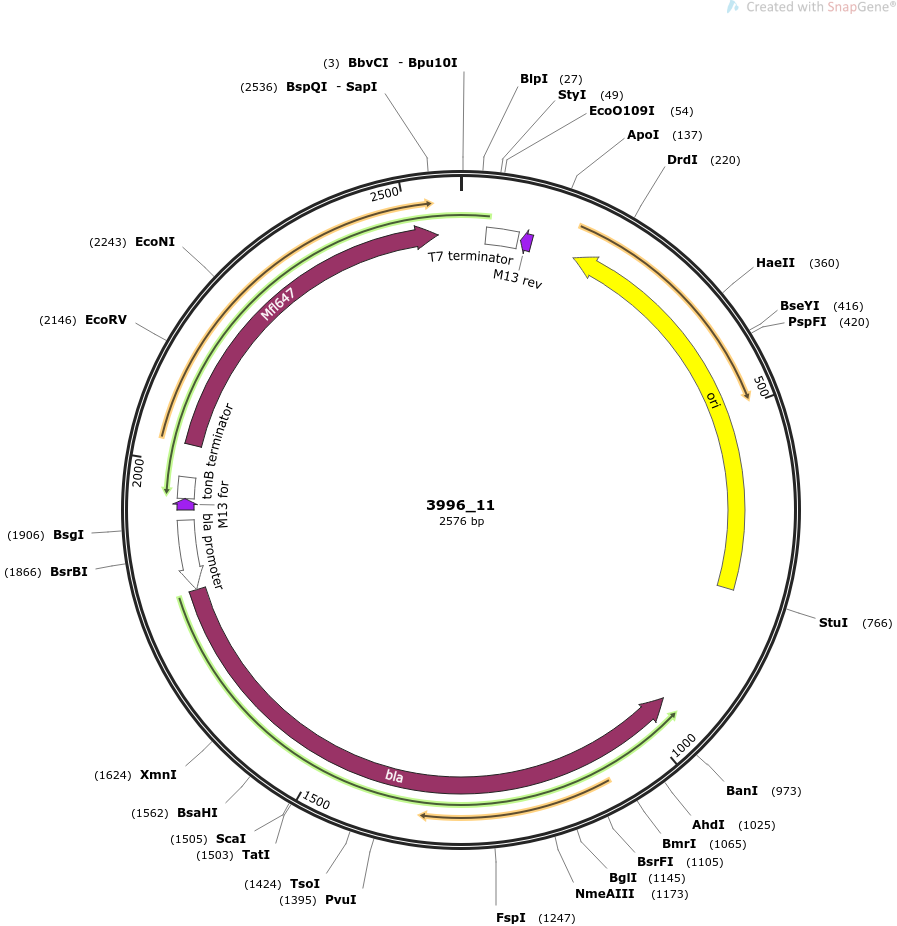 Created with SnapGene®
(3) BbvCI - Bpu10I
(2536) BspQI - SapI
BlpI (27)
StyI (49)
EcoO109I (54)
ApoI (137)
DrdI (220)
HaeII (360)
BseYI (416)
PspFI (420)
StuI (766)
BanI (973)
AhdI (1025)
BmrI (1065)
BsrFI (1105)
BglI (1145)
NmeAIII (1173)
FspI (1247)
(1395) PvuI
(1424) TsoI
(1503) TatI
(1505) ScaI
(1562) BsaHI
(1624) XmnI
(1866) BsrBI
(1906) BsgI
(2146) EcoRV
(2243) EcoNI
500
1000
1500
2000
2500
T7 terminator
M13 rev
ori
bla
bla promoter
M13 for
tonB terminator
Mfl647
3996_11
2576 bp